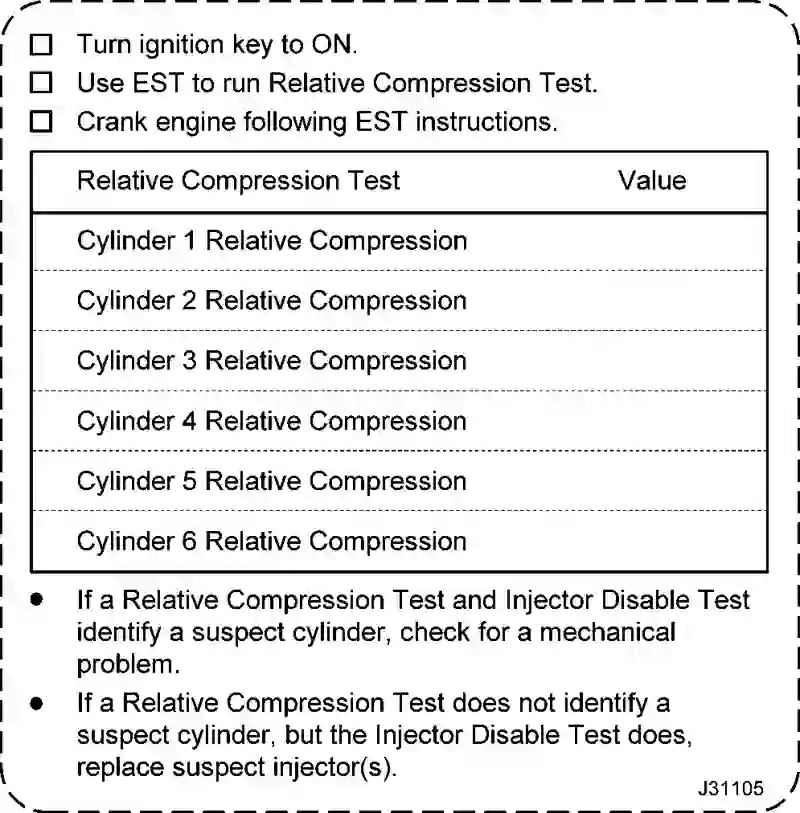 Turn ignition key to ON.
Use EST to run Relative Compression Test.
Crank engine following EST instructions.
Relative Compression Test Value
Cylinder 1 Relative Compression
Cylinder 2 Relative Compression
Cylinder 3 Relative Compression
Cylinder 4 Relative Compression
Cylinder 5 Relative Compression
Cylinder 6 Relative Compression
• If a Relative Compression Test and Injector Disable Test
identify a suspect cylinder, check for a mechanical
problem.
• If a Relative Compression Test does not identify a
suspect cylinder, but the Injector Disable Test does,
replace suspect injector(s).
J31105